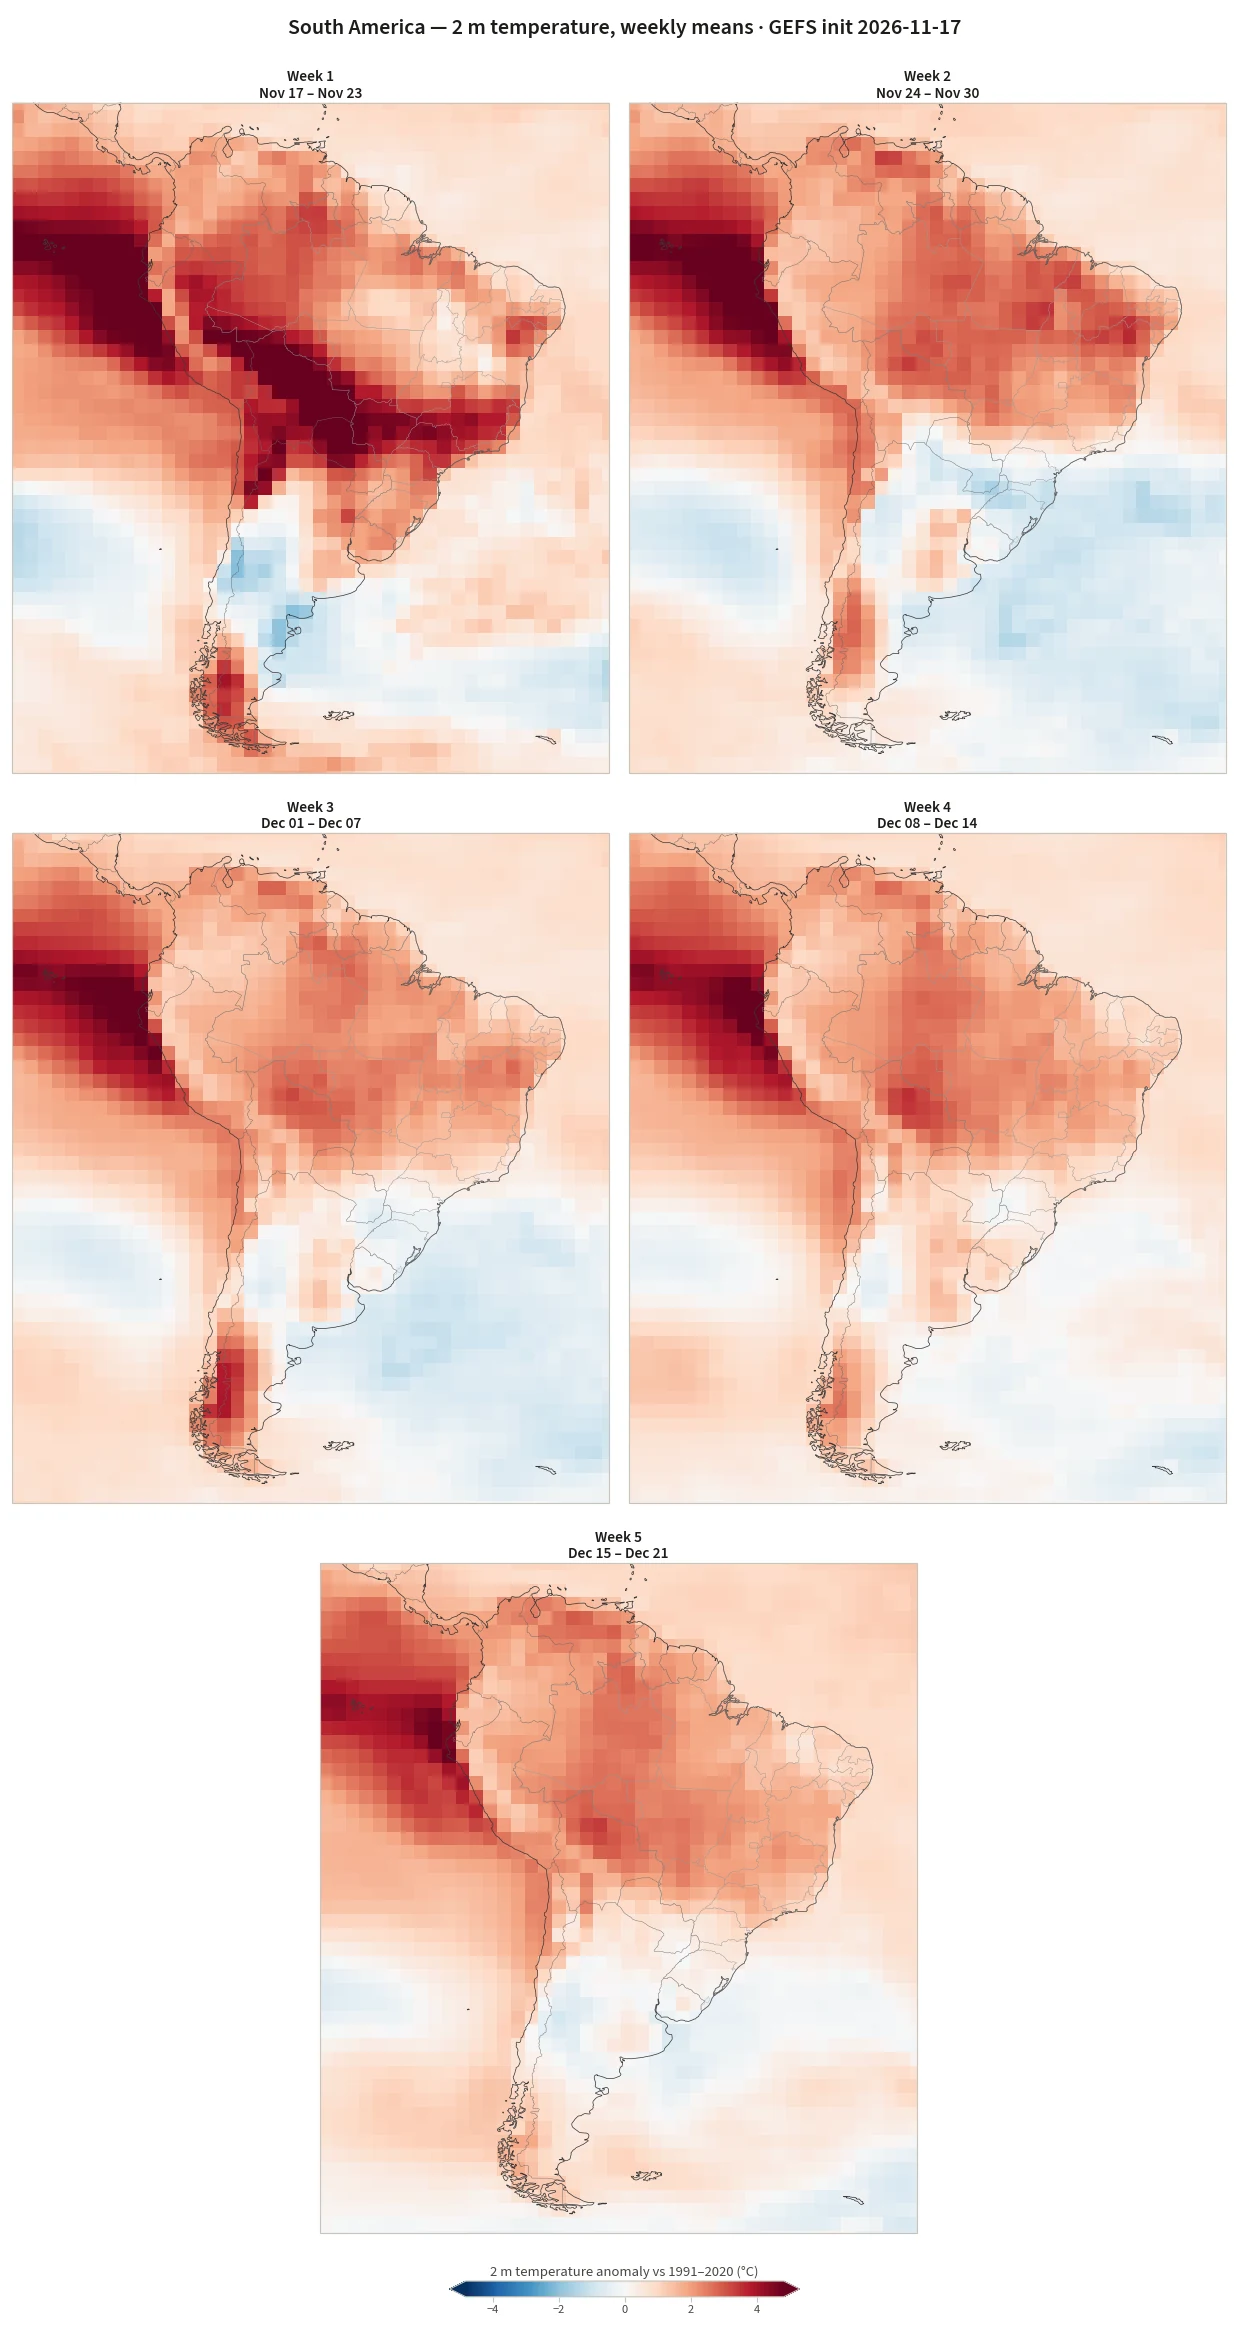 South America — 2 m temperature, weekly means · GEFS init 2026-11-17
Week 1
Nov 17 – Nov 23
Week 2
Nov 24 – Nov 30
Week 3
Dec 01 – Dec 07
Week 4
Dec 08 – Dec 14
Week 5
Dec 15 – Dec 21
2 m temperature anomaly vs 1991–2020 (°C)
−4 −2 0 2 4